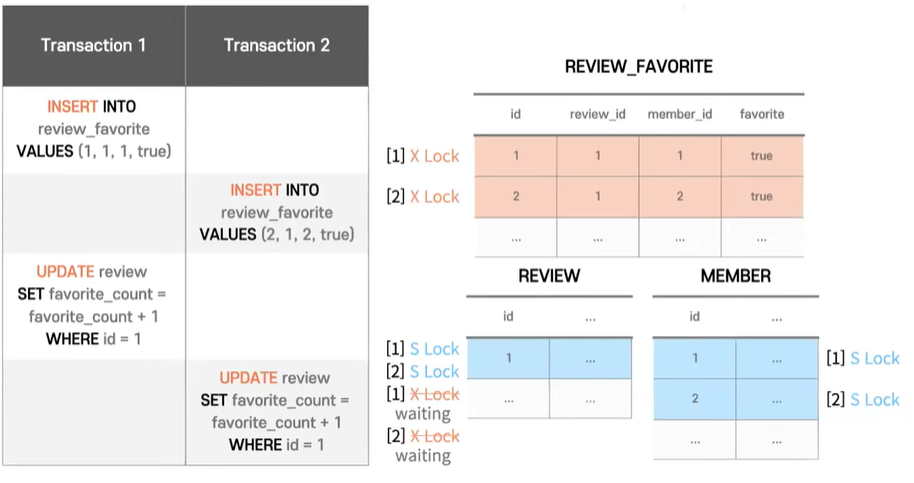 Transaction 1
Transaction 2
INSERT INTO
review_favorite
VALUES (1, 1, 1, true)
INSERT INTO
review_favorite
VALUES (2, 1, 2, true)
UPDATE review
SET favorite_count =
favorite_count + 1
WHERE id = 1
UPDATE review
SET favorite_count =
favorite_count + 1
WHERE id = 1
REVIEW_FAVORITE
id review_id member_id favorite
[1] X Lock 1 1 1 true
[2] X Lock 2 1 2 true
... ... ... ...
REVIEW
id ...
[1] S Lock
[2] S Lock
1 ...
[1] X Lock
waiting
... ...
[2] X Lock
waiting
MEMBER
id ...
1 ... [1] S Lock
2 ... [2] S Lock
... ...